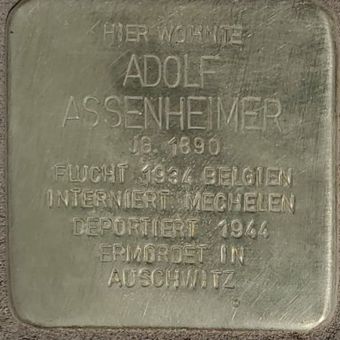 HIER WOHNTE
ADOLF
ASSENHEIMER
JG. 1890
FLUCHT 1934 BELGIEN
INTERNIERT MECHELEN
DEPORTIERT 1944
ERMORDET IN
AUSCHWITZ